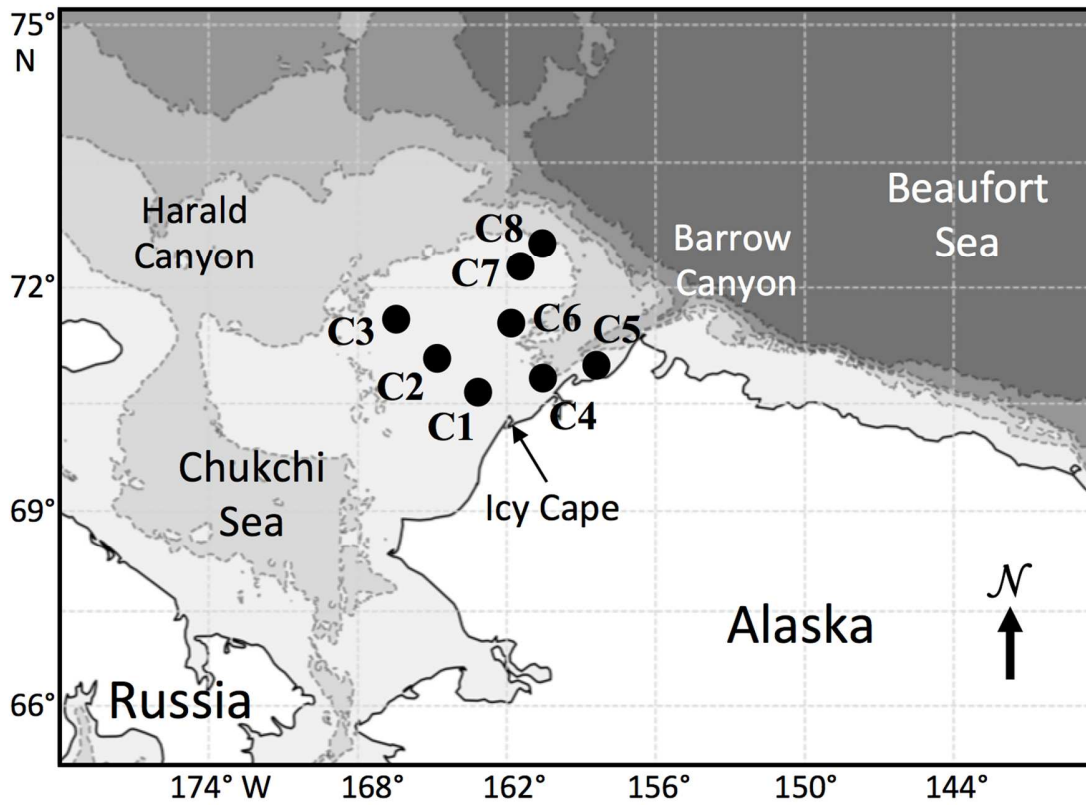 75°
N
Beaufort
Sea
Harald
Canyon
C8
Barrow
Canyon
C7
72°
C3
C6
C5
C2
C1
C4
Chukchi
Sea
Icy Cape
69°
𝒩
Alaska
Russia
66°
174° W
168°
162°
156°
150°
144°